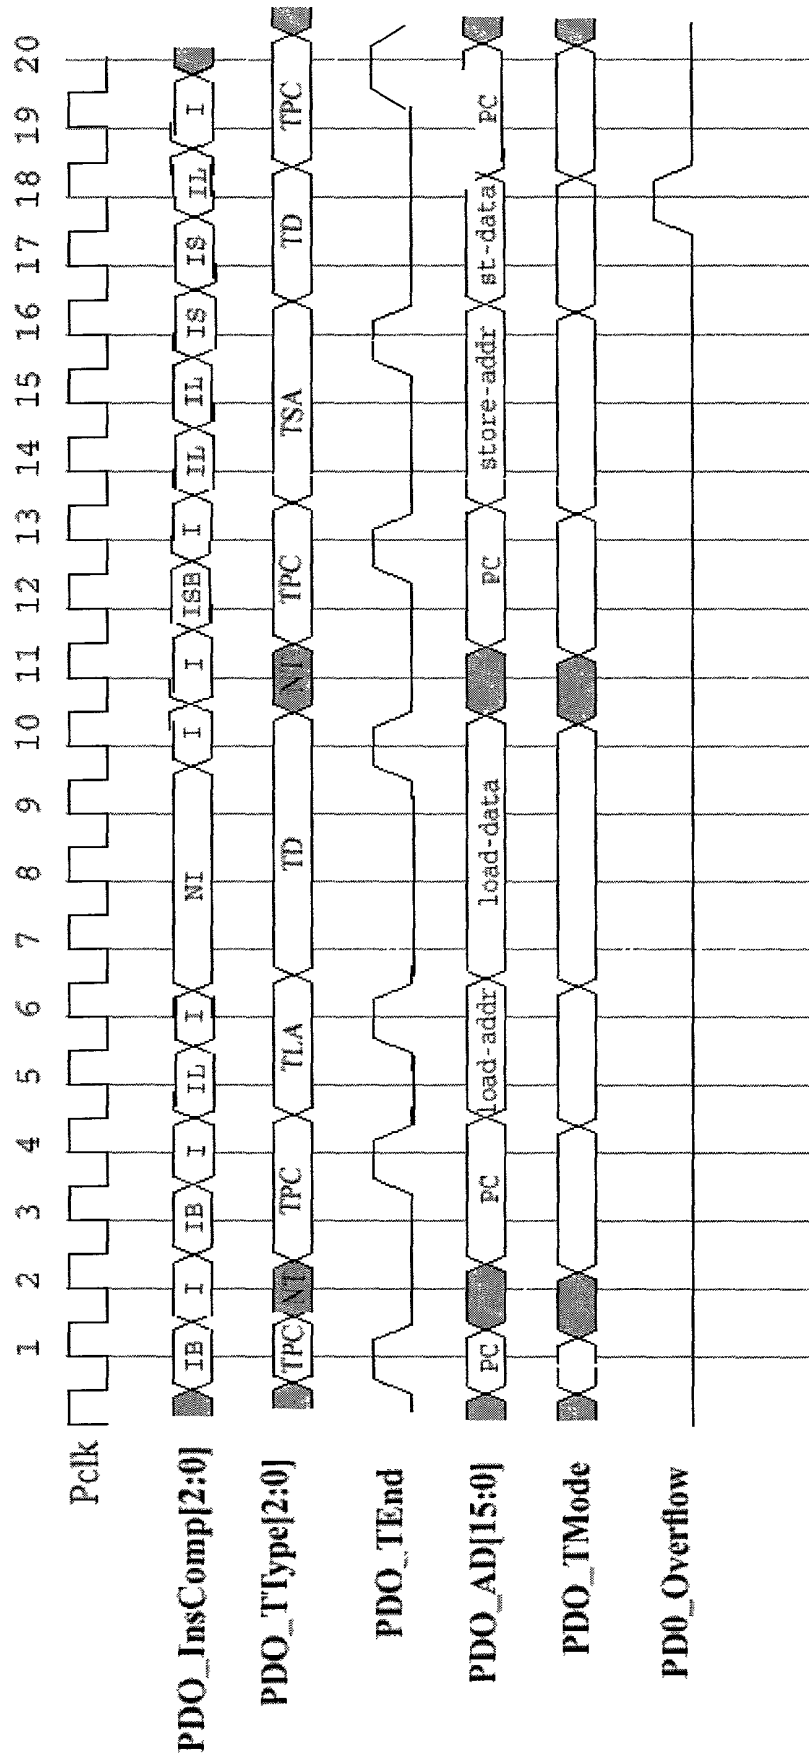 1 2 3 4 5 6 7 8 9 10 11 12 13 14 15 16 17 18 19 20
Pclk
PDO_InsComp[2:0] IB I IB I IL I NI I I ISB I IL IL IS IS IL I
PDO_TType[2:0] TPC NT TPC TLA TD NT TPC TSA TD TPC
PDO_TEnd
PDO_AD[15:0] PC PC load-addr load-data PC store-addr st-data PC
PDO_TMode
PD0_Overflow